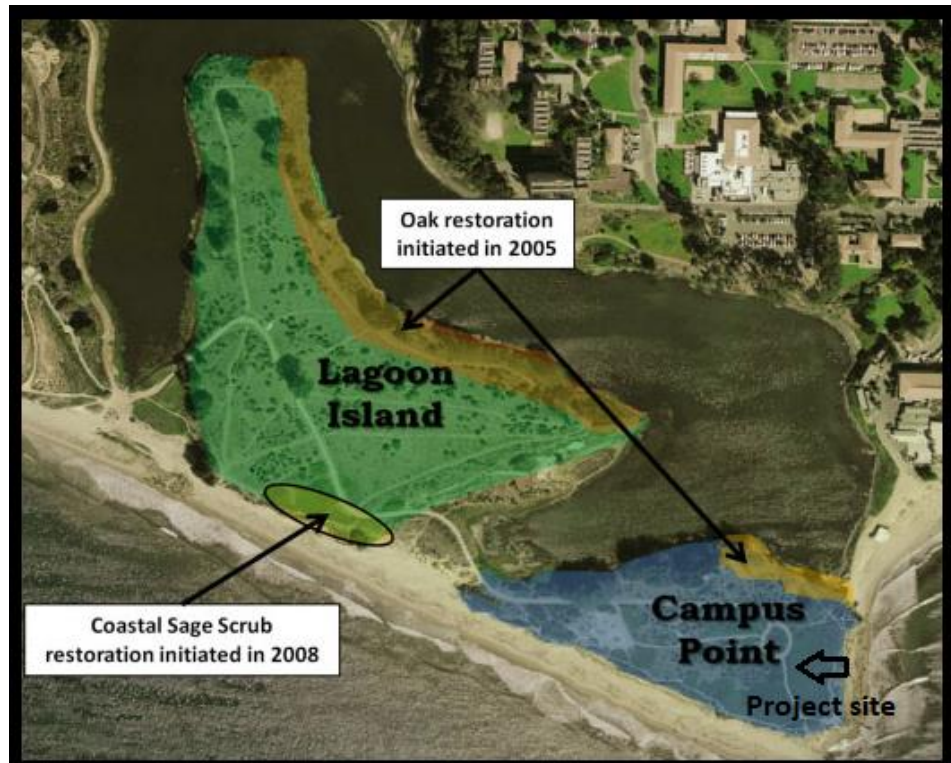 Oak restoration
initiated in 2005
Lagoon
Island
Coastal Sage Scrub
restoration initiated in 2008
Campus
Point
Project site